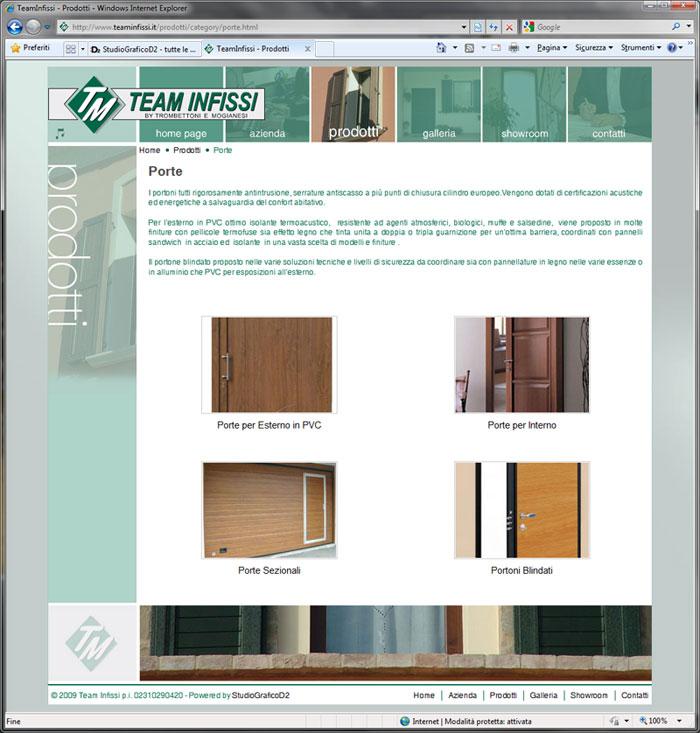 TeamInfissi - Prodotti - Windows Internet Explorer
http://www.teaminfissi.it/prodotti/category/porte.html
Google
Preferiti
D2 StudioGraficoD2 - tutte le ...
TeamInfissi - Prodotti
Pagina
Sicurezza
Strumenti
TM TEAM INFISSI
BY TROMBETTONI E MOGIANESI
home page
azienda
prodotti
galleria
showroom
contatti
Home • Prodotti • Porte
prodotti
Porte
I portoni tutti rigorosamente antintrusione, serrature antiscasso a più punti di chiusura cilindro europeo.Vengono dotati di certificazioni acustiche
ed energetiche a salvaguardia del confort abitativo.
Per l'esterno in PVC ottimo isolante termoacustico, resistente ad agenti atmosferici, biologici, muffe e salsedine, viene proposto in molte
finiture con pellicole termofuse sia effetto legno che tinta unita a doppia o tripla guarnizione per un'ottima barriera, coordinati con pannelli
sandwich in acciaio ed isolante in una vasta scelta di modelli e finiture .
Il portone blindato proposto nelle varie soluzioni tecniche e livelli di sicurezza da coordinare sia con pannellature in legno nelle varie essenze o
in alluminio che PVC per esposizioni all'esterno.
Porte per Esterno in PVC
Porte per Interno
Porte Sezionali
Portoni Blindati
TM
© 2009 Team Infissi p.i. 02310290420 - Powered by StudioGraficoD2
Home | Azienda | Prodotti | Galleria | Showroom | Contatti
Fine
Internet | Modalità protetta: attivata
100%